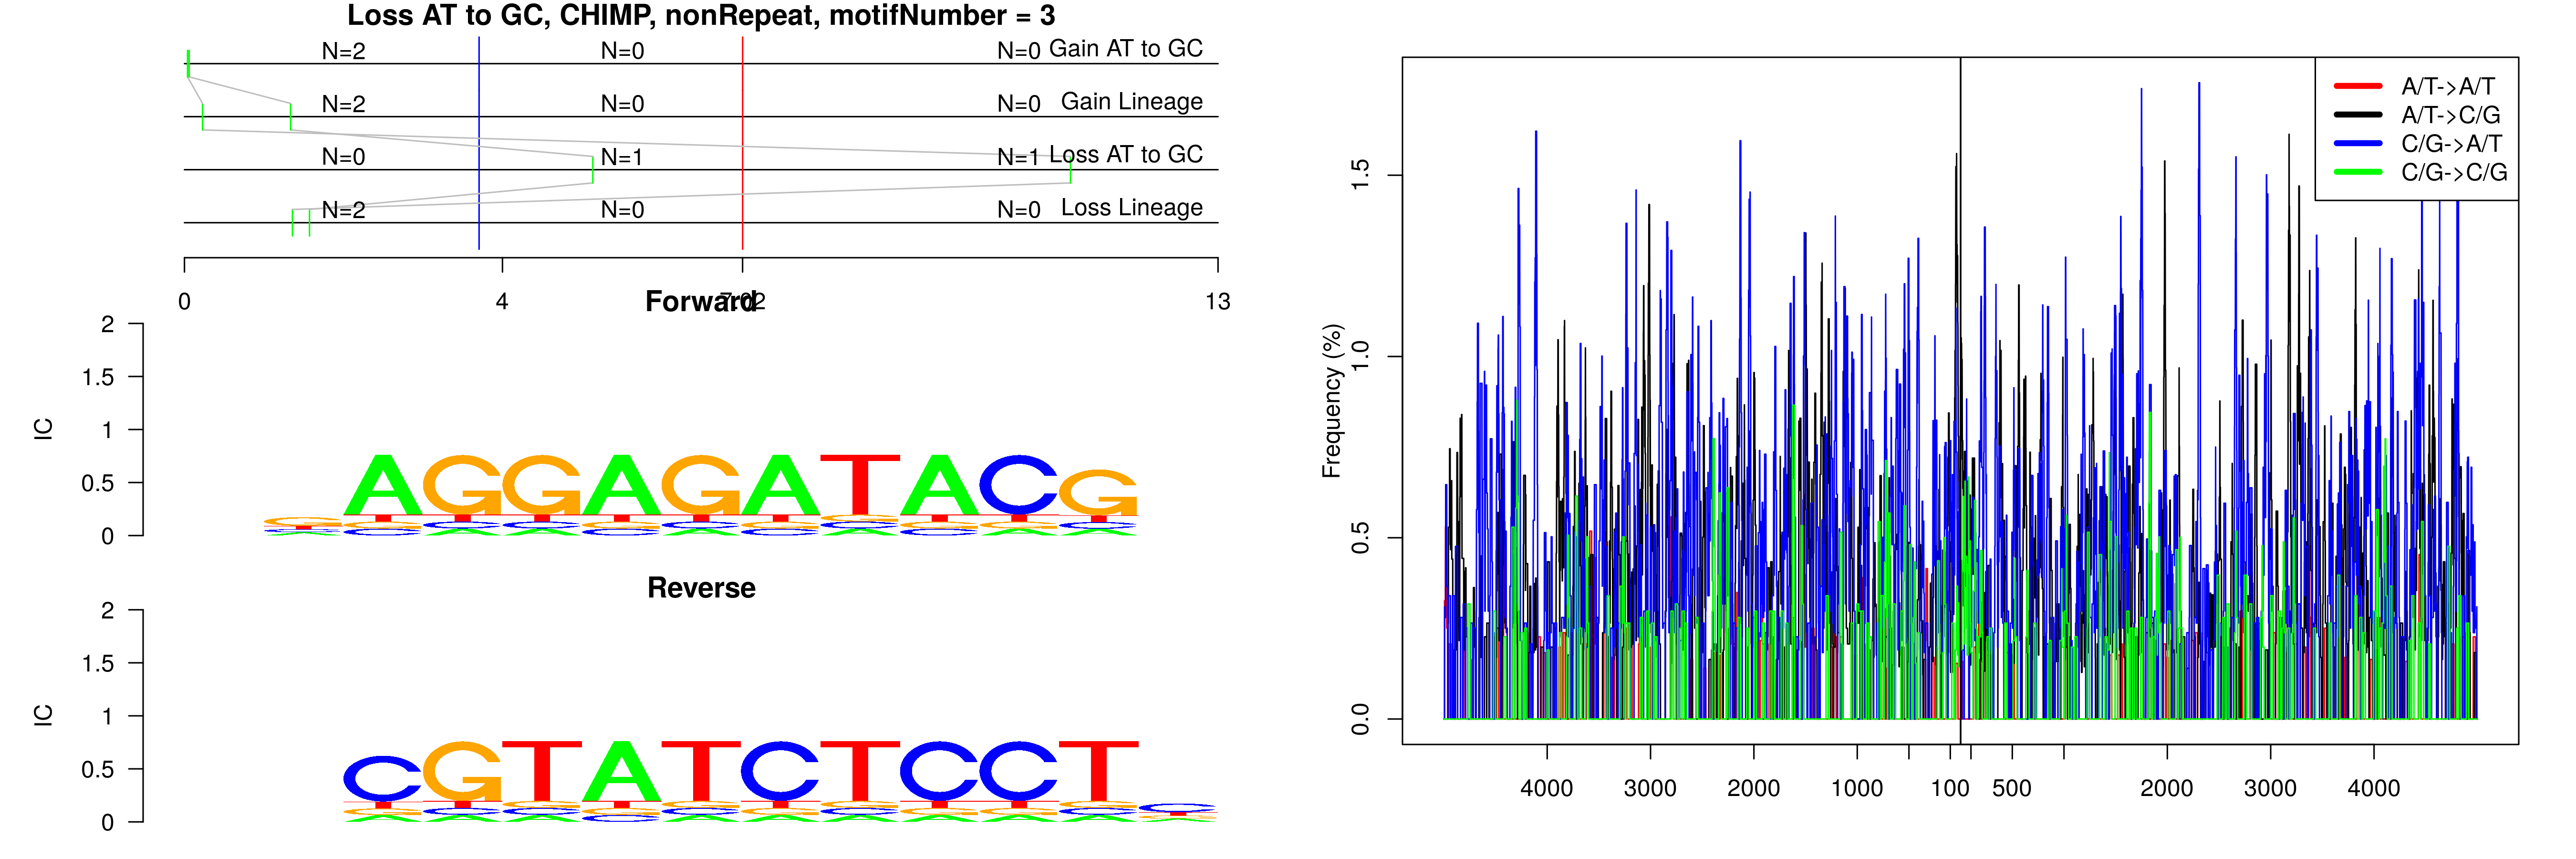 Loss AT to GC, CHIMP, nonRepeat, motifNumber = 3
N=2 N=0 N=0 Gain AT to GC
N=2 N=0 N=0 Gain Lineage
N=0 N=1 N=1 Loss AT to GC
N=2 N=0 N=0 Loss Lineage
0 4 7.02 13
Forward
2
1.5
1
0.5
0
IC
AGGAGATACG
Reverse
2
1.5
1
0.5
0
IC
CGTATCTCCT
A/T->A/T
A/T->C/G
C/G->A/T
C/G->C/G
Frequency (%)
1.5
1.0
0.5
0.0
4000 3000 2000 1000 100 500 2000 3000 4000